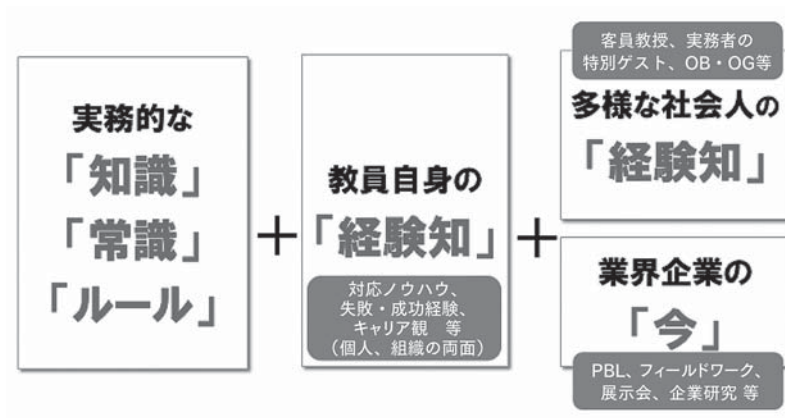 実務的な
「知識」
「常識」
「ルール」
+
教員自身の
「経験知」
対応ノウハウ、
失敗・成功経験、
キャリア観 等
(個人、組織の両面)
+
客員教授、実務者の
特別ゲスト、OB・OG等
多様な社会人の
「経験知」
業界企業の
「今」
PBL、フィールドワーク、
展示会、企業研究 等